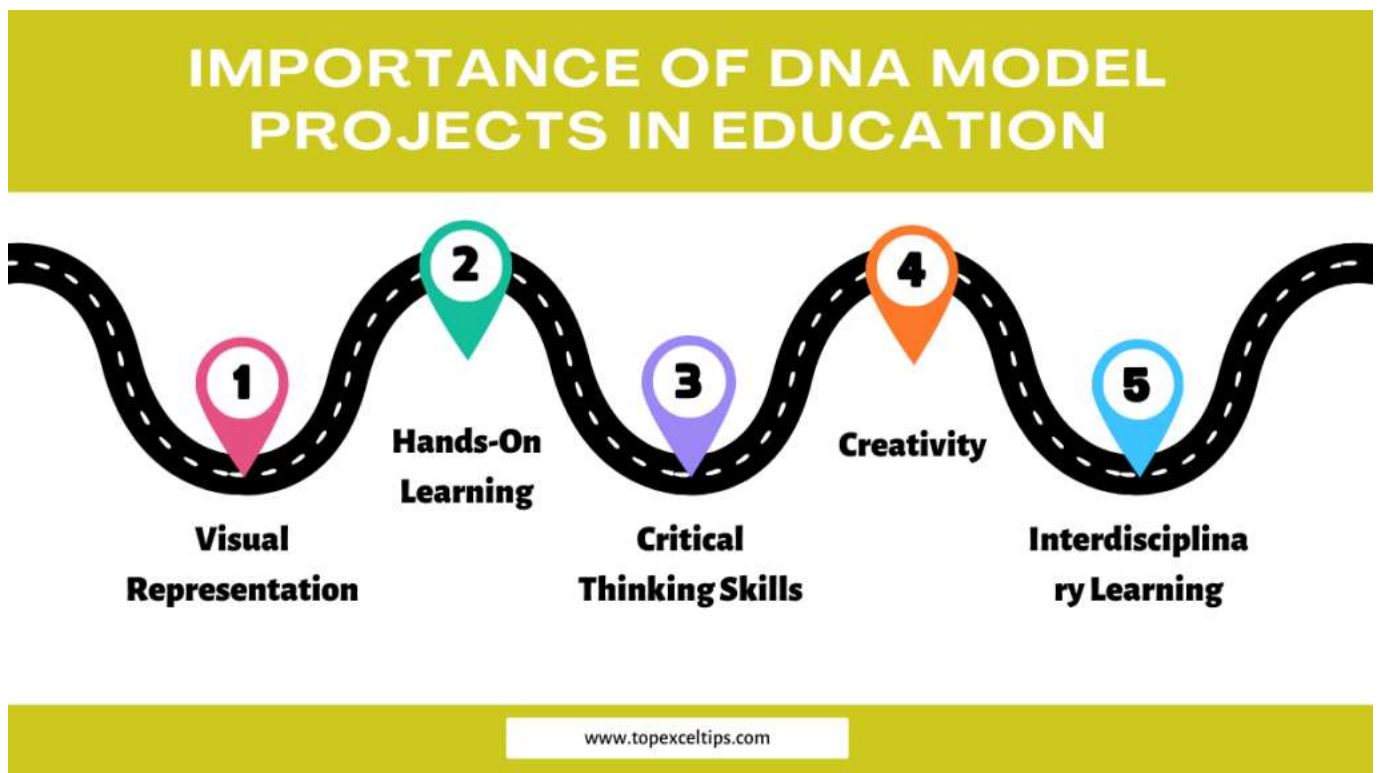 IMPORTANCE OF DNA MODEL
PROJECTS IN EDUCATION
1
Visual
Representation
2
Hands-On
Learning
3
Critical
Thinking Skills
4
Creativity
5
Interdisciplina
ry Learning
www.topexceltips.com